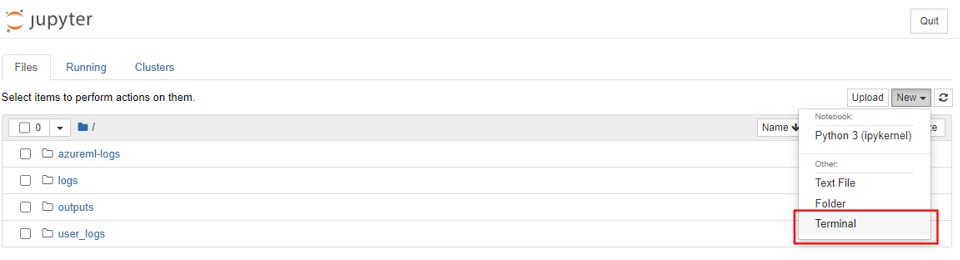 jupyter
Quit
Files Running Clusters
Select items to perform actions on them.
Upload New
0 / Name
Notebook:
Python 3 (ipykernel)
Other:
Text File
Folder
Terminal
azureml-logs
logs
outputs
user_logs